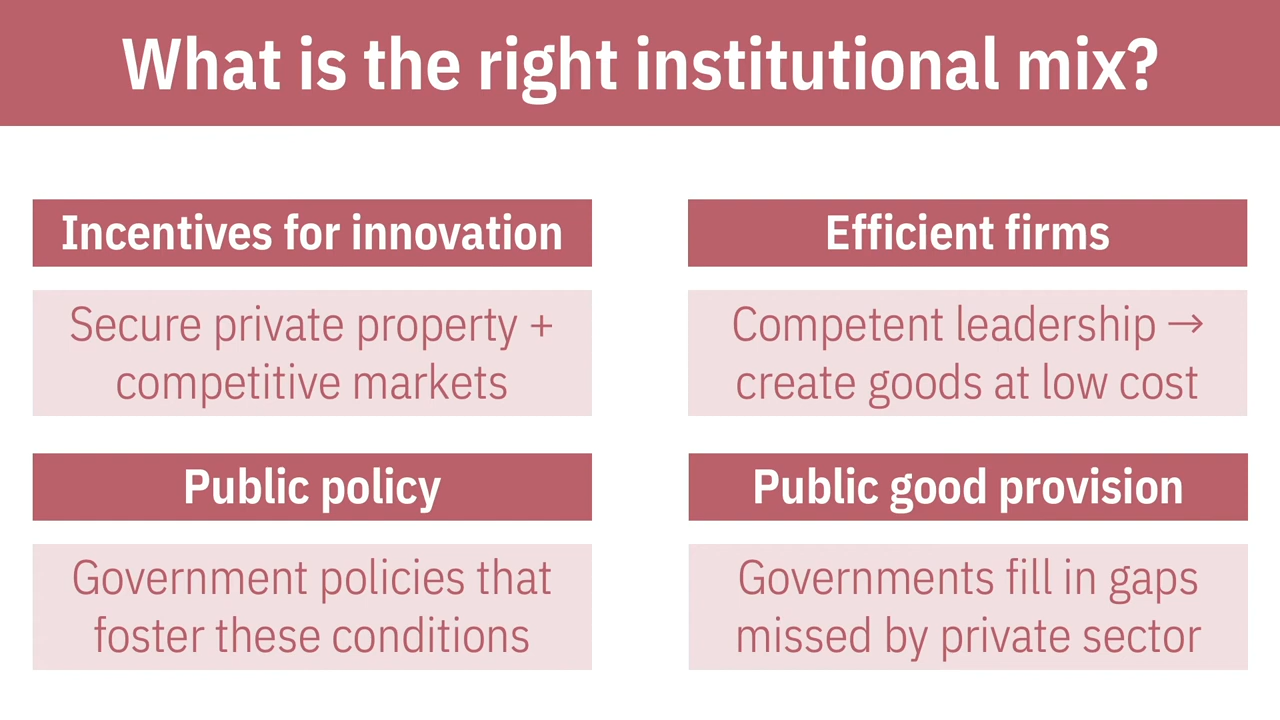 What is the right institutional mix?
Incentives for innovation
Secure private property +
competitive markets
Efficient firms
Competent leadership →
create goods at low cost
Public policy
Government policies that
foster these conditions
Public good provision
Governments fill in gaps
missed by private sector